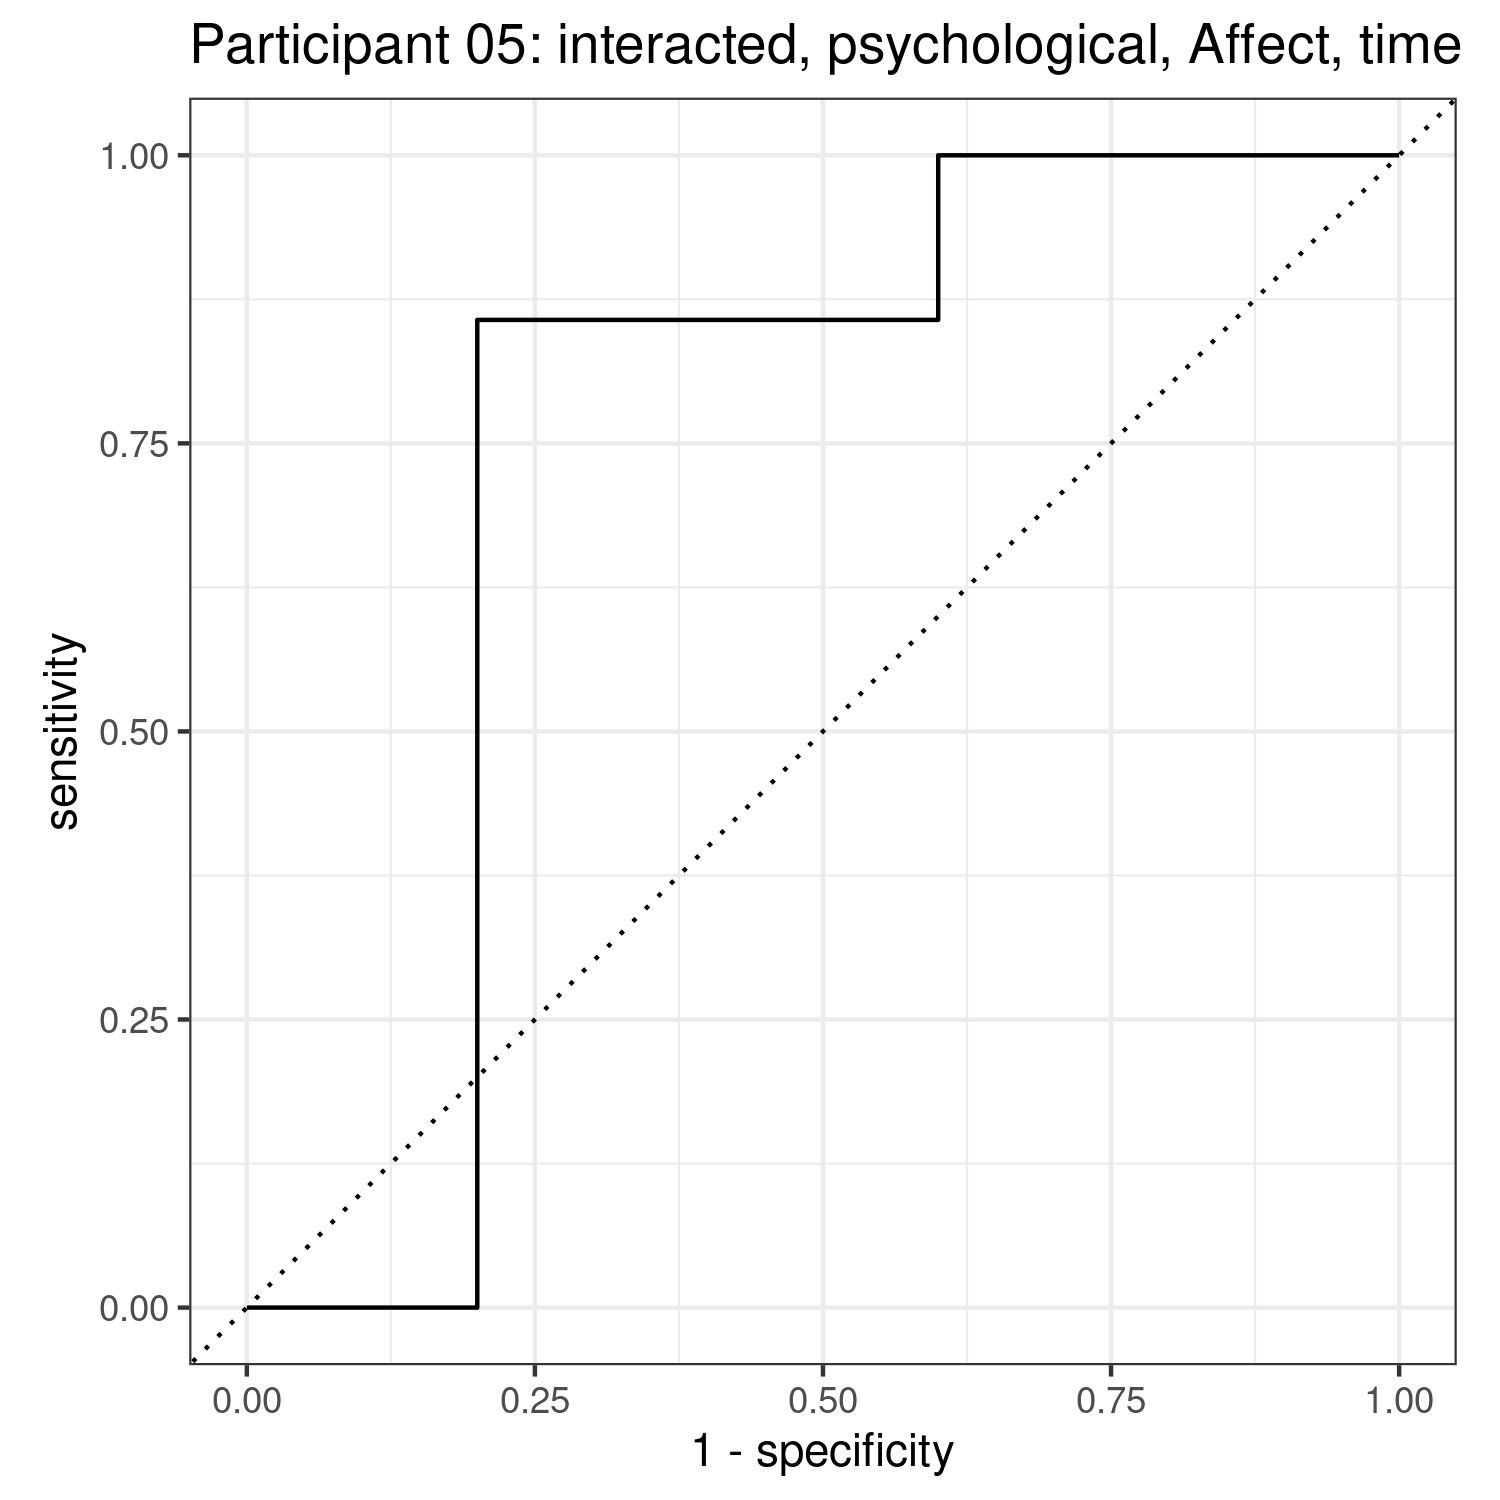 Participant 05: interacted, psychological, Affect, time
1.00
0.75
0.50
0.25
0.00
sensitivity
0.00 0.25 0.50 0.75 1.00
1 - specificity